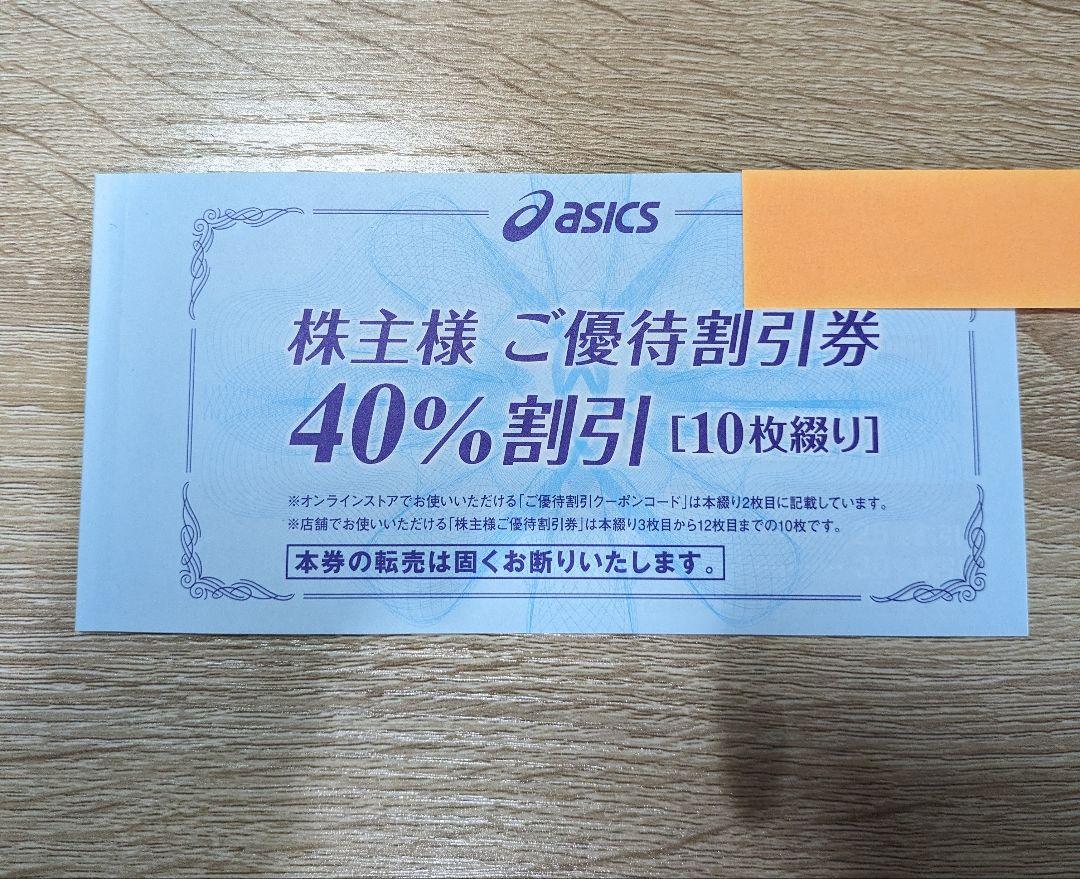 asics
株主様 ご優待割引券
40%割引[10枚綴り]
※オンラインストアでお使いいただける「ご優待割引クーポンコード」は本綴り2枚目に記載しています。
※店舗でお使いいただける「株主様ご優待割引券」は本綴り3枚目から12枚目までの10枚です。
本券の転売は固くお断りいたします。